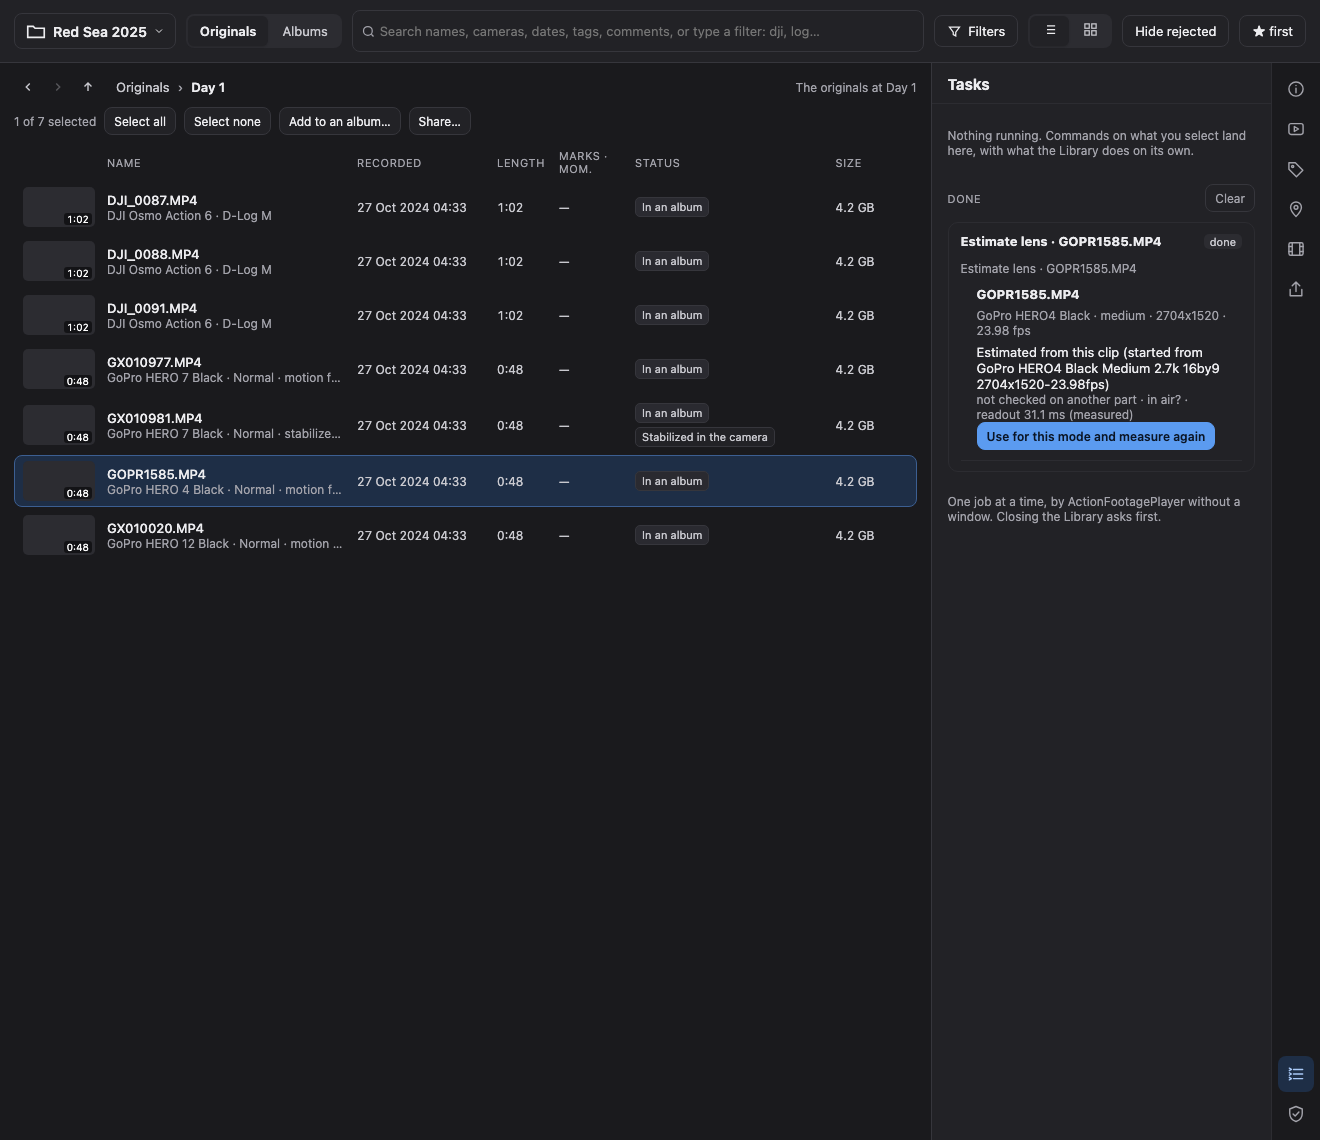 Red Sea 2025
Originals
Albums
Search names, cameras, dates, tags, comments, or type a filter: dji, log...
Filters
Hide rejected
★ first
Originals › Day 1
The originals at Day 1
1 of 7 selected
Select all
Select none
Add to an album...
Share...
NAME
RECORDED
LENGTH
MARKS ·
MOM.
STATUS
SIZE
1:02
DJI_0087.MP4
DJI Osmo Action 6 · D-Log M
27 Oct 2024 04:33
1:02
—
In an album
4.2 GB
1:02
DJI_0088.MP4
DJI Osmo Action 6 · D-Log M
27 Oct 2024 04:33
1:02
—
In an album
4.2 GB
1:02
DJI_0091.MP4
DJI Osmo Action 6 · D-Log M
27 Oct 2024 04:33
1:02
—
In an album
4.2 GB
0:48
GX010977.MP4
GoPro HERO 7 Black · Normal · motion f...
27 Oct 2024 04:33
0:48
—
In an album
4.2 GB
0:48
GX010981.MP4
GoPro HERO 7 Black · Normal · stabilize...
27 Oct 2024 04:33
0:48
—
In an album
Stabilized in the camera
4.2 GB
0:48
GOPR1585.MP4
GoPro HERO 4 Black · Normal · motion f...
27 Oct 2024 04:33
0:48
—
In an album
4.2 GB
0:48
GX010020.MP4
GoPro HERO 12 Black · Normal · motion ...
27 Oct 2024 04:33
0:48
—
In an album
4.2 GB
Tasks
Nothing running. Commands on what you select land
here, with what the Library does on its own.
DONE
Clear
Estimate lens · GOPR1585.MP4
done
Estimate lens · GOPR1585.MP4
GOPR1585.MP4
GoPro HERO4 Black · medium · 2704x1520 ·
23.98 fps
Estimated from this clip (started from
GoPro HERO4 Black Medium 2.7k 16by9
2704x1520-23.98fps)
not checked on another part · in air? ·
readout 31.1 ms (measured)
Use for this mode and measure again
One job at a time, by ActionFootagePlayer without a
window. Closing the Library asks first.